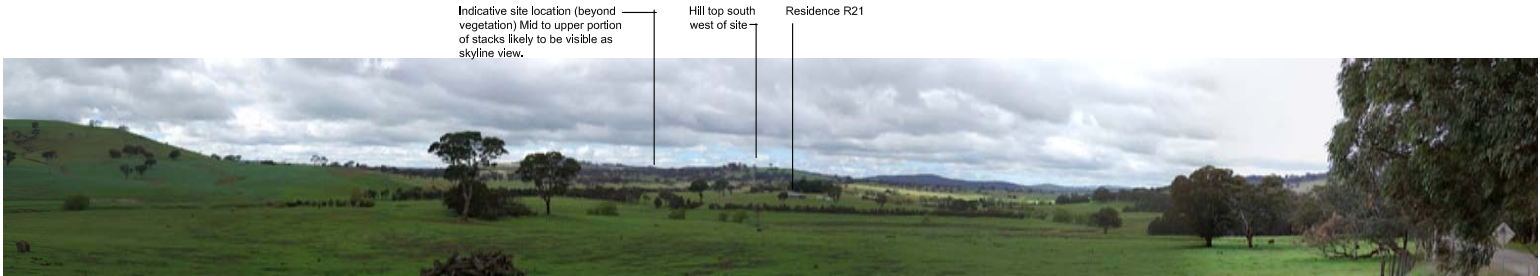 Indicative site location (beyond
vegetation) Mid to upper portion
of stacks likely to be visible as
skyline view.
Hill top south
west of site
Residence R21